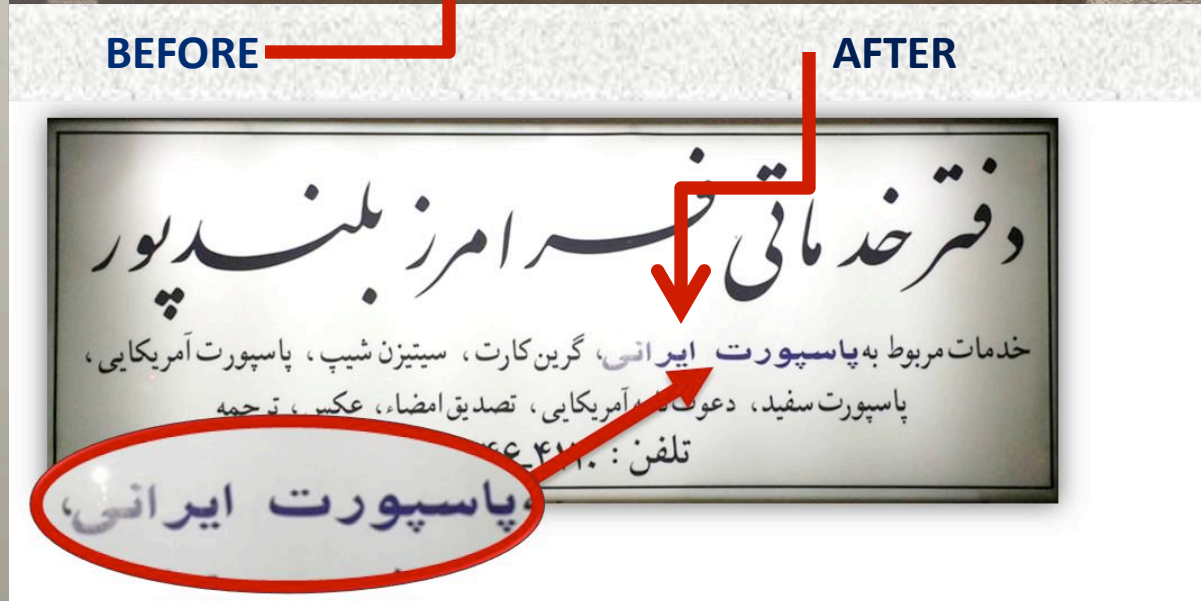 BEFORE
AFTER
دفتر خدماتی فرامرز بلندپور
خدمات مربوط به پاسپورت ایرانی، گرین کارت، سیتیزن شیپ، پاسپورت آمریکایی،
پاسپورت سفید، آمریکایی، تصدیق امضاء، عکس، ترجمه
تلفن :
پاسپورت ایرانی،